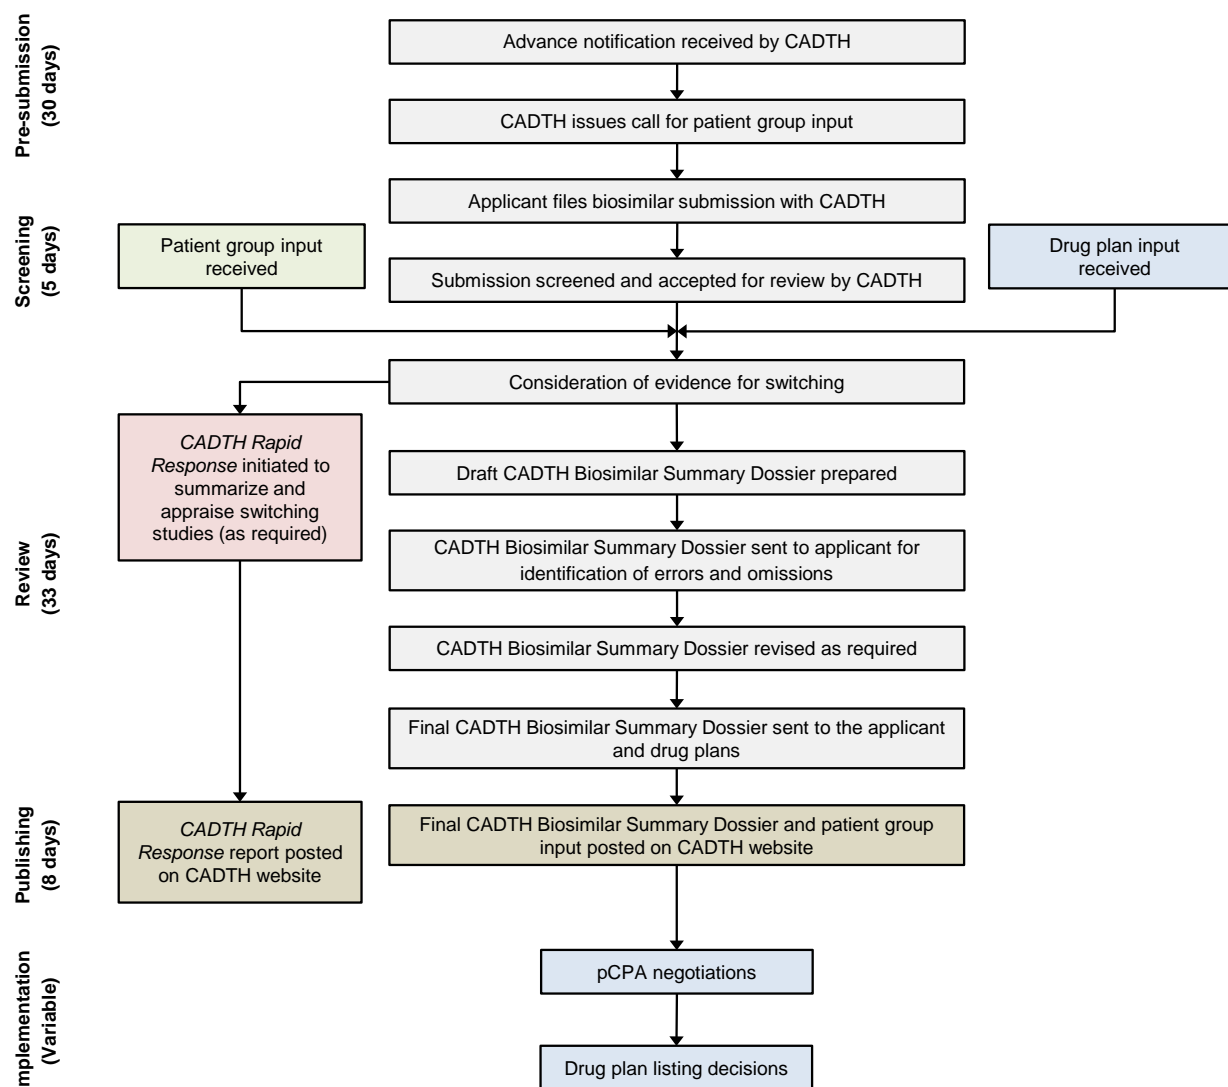 Pre-submission
(30 days)
Advance notification received by CADTH
CADTH issues call for patient group input
Applicant files biosimilar submission with CADTH
Screening
(5 days)
Patient group input
received
Submission screened and accepted for review by CADTH
Drug plan input
received
Consideration of evidence for switching
Review
(33 days)
CADTH Rapid
Response initiated to
summarize and
appraise switching
studies (as required)
Draft CADTH Biosimilar Summary Dossier prepared
CADTH Biosimilar Summary Dossier sent to applicant for
identification of errors and omissions
CADTH Biosimilar Summary Dossier revised as required
Final CADTH Biosimilar Summary Dossier sent to the applicant
and drug plans
Publishing
(8 days)
CADTH Rapid
Response report posted
on CADTH website
Final CADTH Biosimilar Summary Dossier and patient group
input posted on CADTH website
mplementation
(Variable)
pCPA negotiations
Drug plan listing decisions